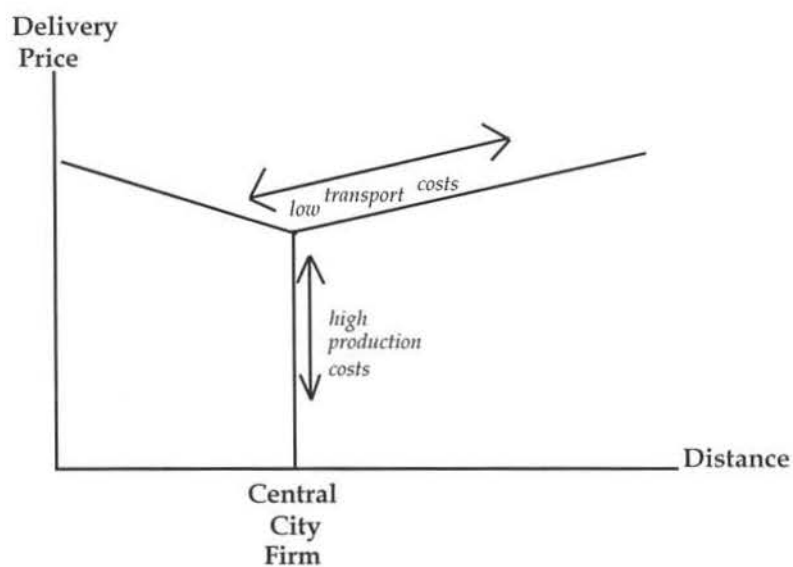 Delivery
Price
low transport costs
high
production
costs
Distance
Central
City
Firm